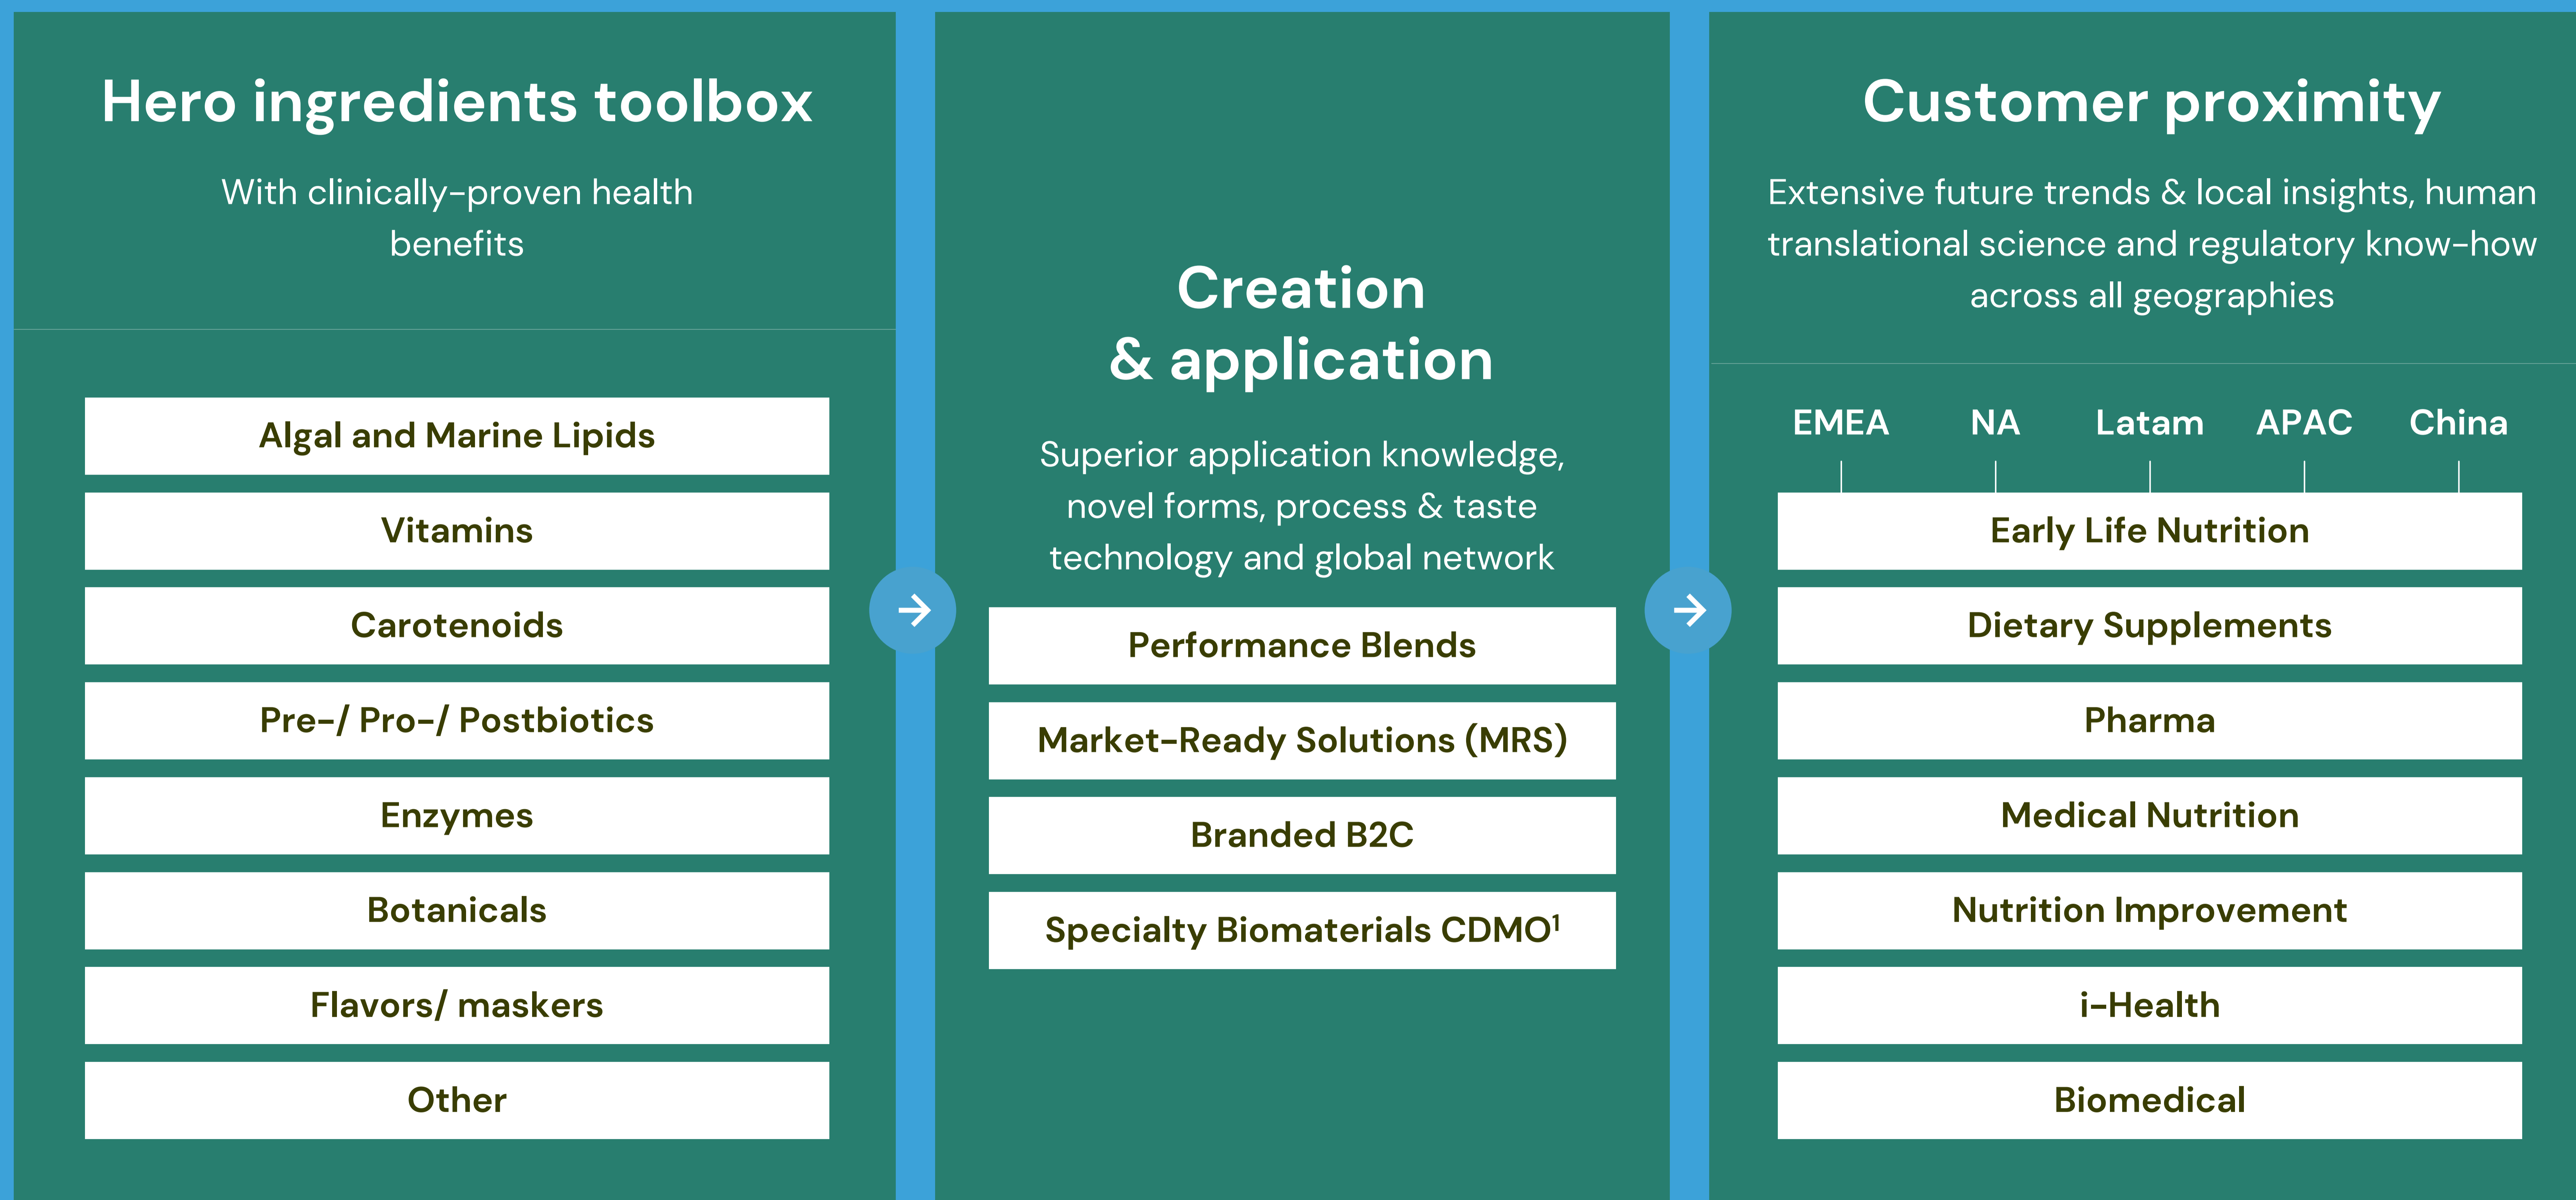 Hero ingredients toolbox
With clinically-proven health
benefits
Algal and Marine Lipids
Vitamins
Carotenoids
Pre-/ Pro-/ Postbiotics
Enzymes
Botanicals
Flavors/ maskers
Other
Creation
& application
Superior application knowledge,
novel forms, process & taste
technology and global network
Performance Blends
Market-Ready Solutions (MRS)
Branded B2C
Specialty Biomaterials CDMO¹
Customer proximity
Extensive future trends & local insights, human
translational science and regulatory know-how
across all geographies
EMEA NA Latam APAC China
Early Life Nutrition
Dietary Supplements
Pharma
Medical Nutrition
Nutrition Improvement
i-Health
Biomedical